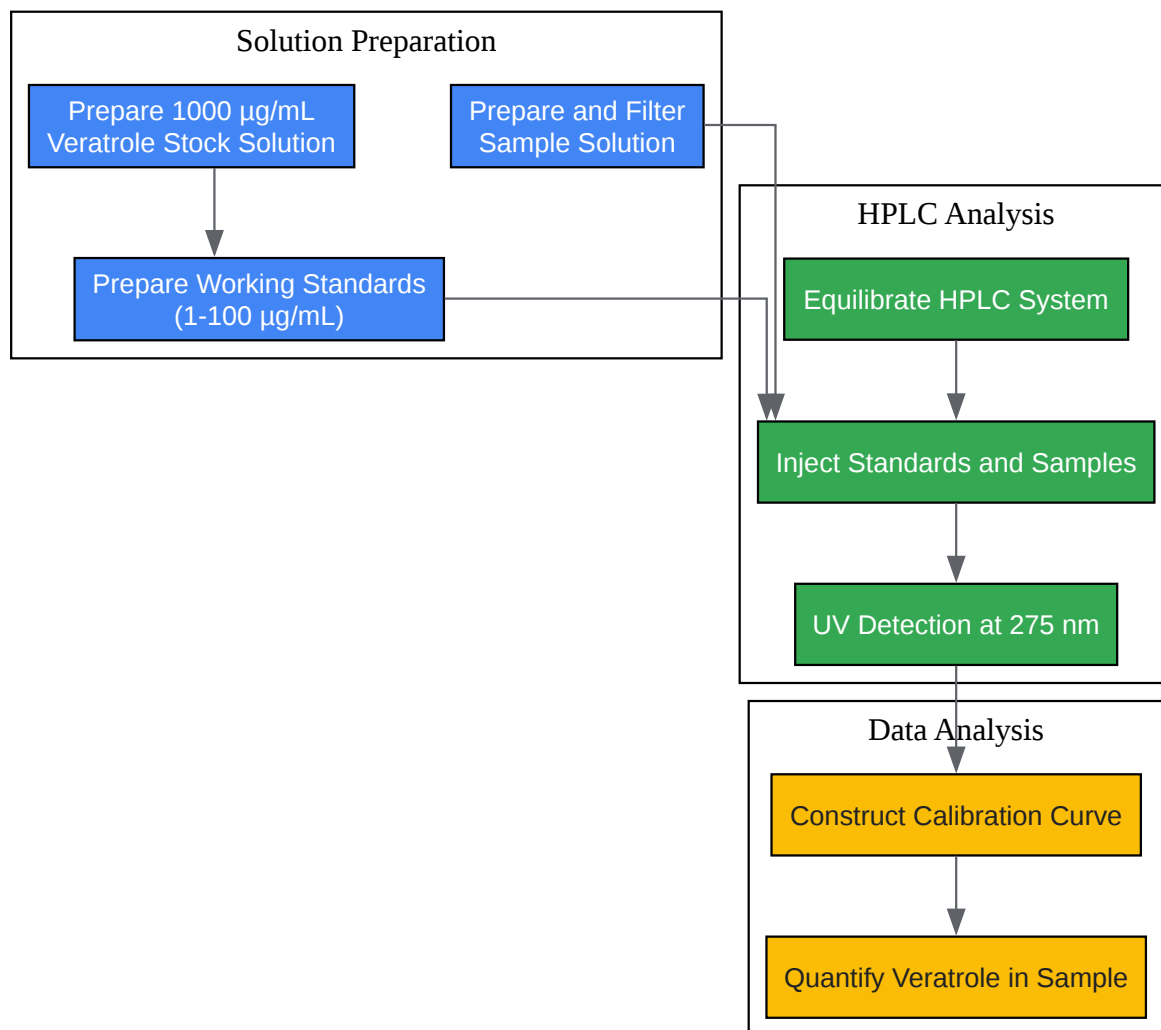 Solution Preparation
Prepare 1000 µg/mL
Veratrole Stock Solution
Prepare and Filter
Sample Solution
Prepare Working Standards
(1-100 µg/mL)
HPLC Analysis
Equilibrate HPLC System
Inject Standards and Samples
UV Detection at 275 nm
Data Analysis
Construct Calibration Curve
Quantify Veratrole in Sample